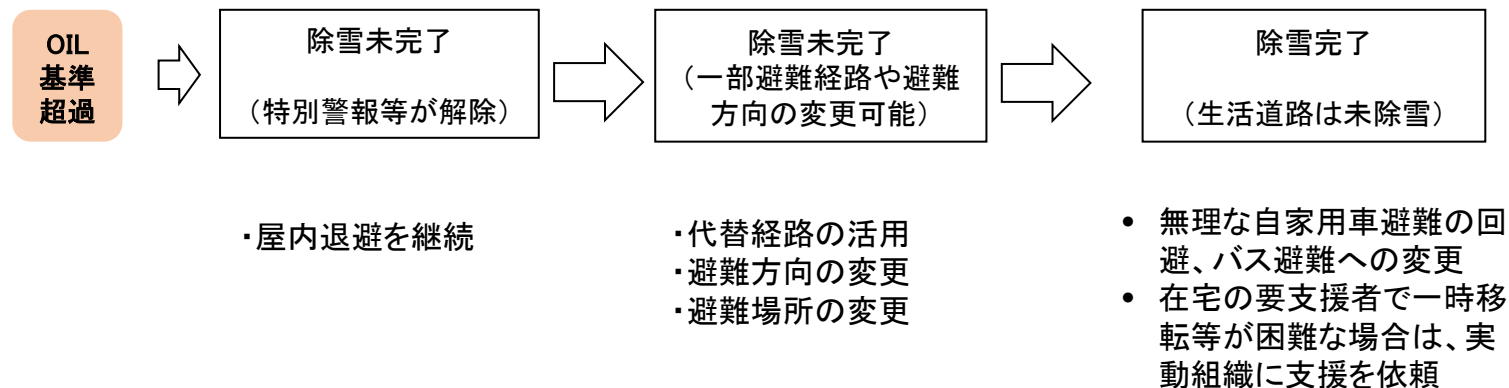 OIL
基準
超過
除雪未完了
（特別警報等が解除）
除雪未完了
（一部避難経路や避難
方向の変更可能）
除雪完了
（生活道路は未除雪）
・屋内退避を継続
・代替経路の活用
・避難方向の変更
・避難場所の変更
• 無理な自家用車避難の回
避、バス避難への変更
• 在宅の要支援者で一時移
転等が困難な場合は、実
動組織に支援を依頼